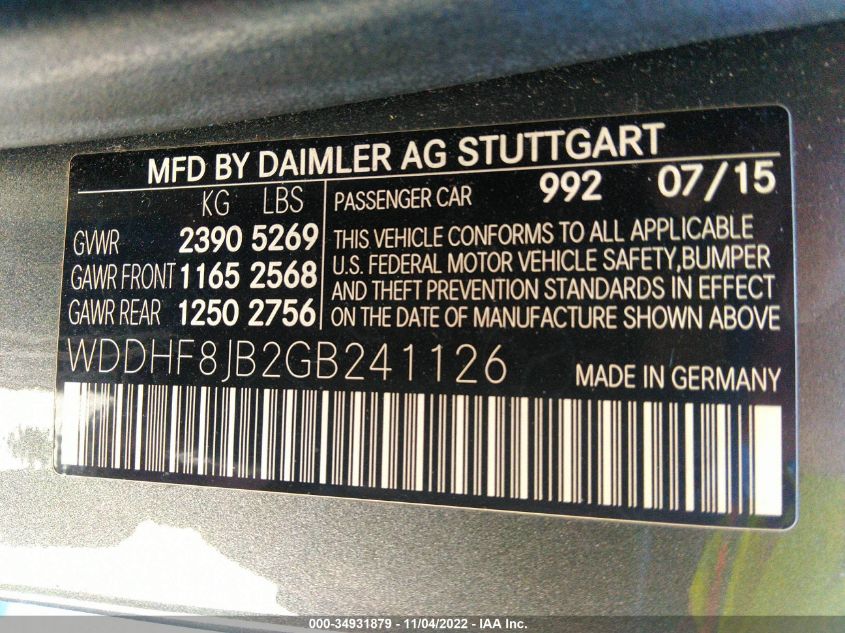 MFD BY DAIMLER AG STUTTGART
KG LBS
GVWR 2390 5269
GAWR FRONT 1165 2568
GAWR REAR 1250 2756
PASSENGER CAR 992 07/15
THIS VEHICLE CONFORMS TO ALL APPLICABLE
U.S. FEDERAL MOTOR VEHICLE SAFETY,BUMPER
AND THEFT PREVENTION STANDARDS IN EFFECT
ON THE DATE OF MANUFACTURE SHOWN ABOVE
WDDHF8JB2GB241126 MADE IN GERMANY
000-34931879 - 11/04/2022 - IAA Inc.